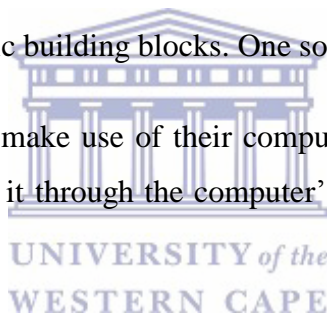 c building blocks. One so
make use of their compu
it through the computer’
UNIVERSITY of the
WESTERN CAPE